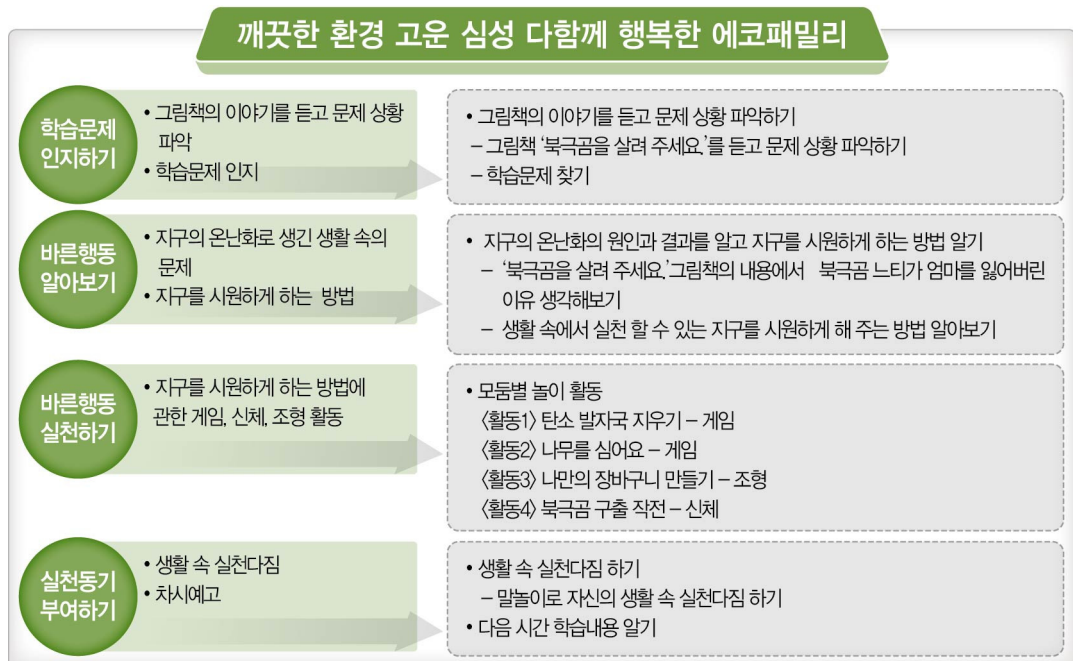 깨끗한 환경 고운 심성 다함께 행복한 에코패밀리
학습문제
인지하기
• 그림책의 이야기를 듣고 문제 상황
파악
• 학습문제 인지
• 그림책의 이야기를 듣고 문제 상황 파악하기
– 그림책 ‘북극곰을 살려 주세요.’를 듣고 문제 상황 파악하기
– 학습문제 찾기
바른행동
알아보기
• 지구의 온난화로 생긴 생활 속의
문제
• 지구를 시원하게 하는 방법
• 지구의 온난화의 원인과 결과를 알고 지구를 시원하게 하는 방법 알기
– ‘북극곰을 살려 주세요.’그림책의 내용에서 북극곰 느티가 엄마를 잃어버린
이유 생각해보기
– 생활 속에서 실천 할 수 있는 지구를 시원하게 해 주는 방법 알아보기
바른행동
실천하기
• 지구를 시원하게 하는 방법에
관한 게임, 신체, 조형 활동
• 모둠별 놀이 활동
〈활동1〉 탄소 발자국 지우기 – 게임
〈활동2〉 나무를 심어요 – 게임
〈활동3〉 나만의 장바구니 만들기 – 조형
〈활동4〉 북극곰 구출 작전 – 신체
실천동기
부여하기
• 생활 속 실천다짐
• 차시예고
• 생활 속 실천다짐 하기
– 말놀이로 자신의 생활 속 실천다짐 하기
• 다음 시간 학습내용 알기